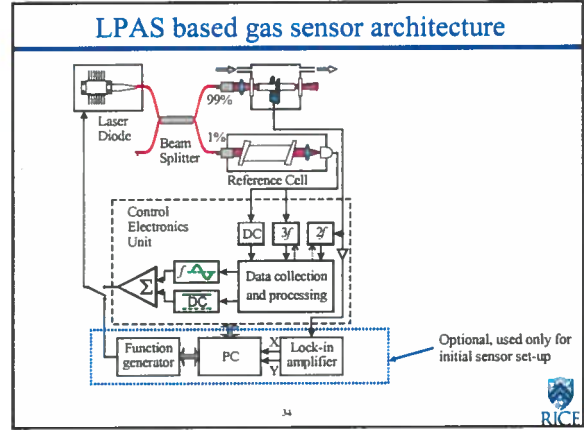 LPAS based gas sensor architecture
99%
Laser
Diode
Beam
Splitter
1%
Reference Cell
Control
Electronics
Unit
DC
3f
2f
f
Σ
DC
Data collection
and processing
Function
generator
PC
X
Y
Lock-in
amplifier
Optional, used only for
initial sensor set-up
34
RICE